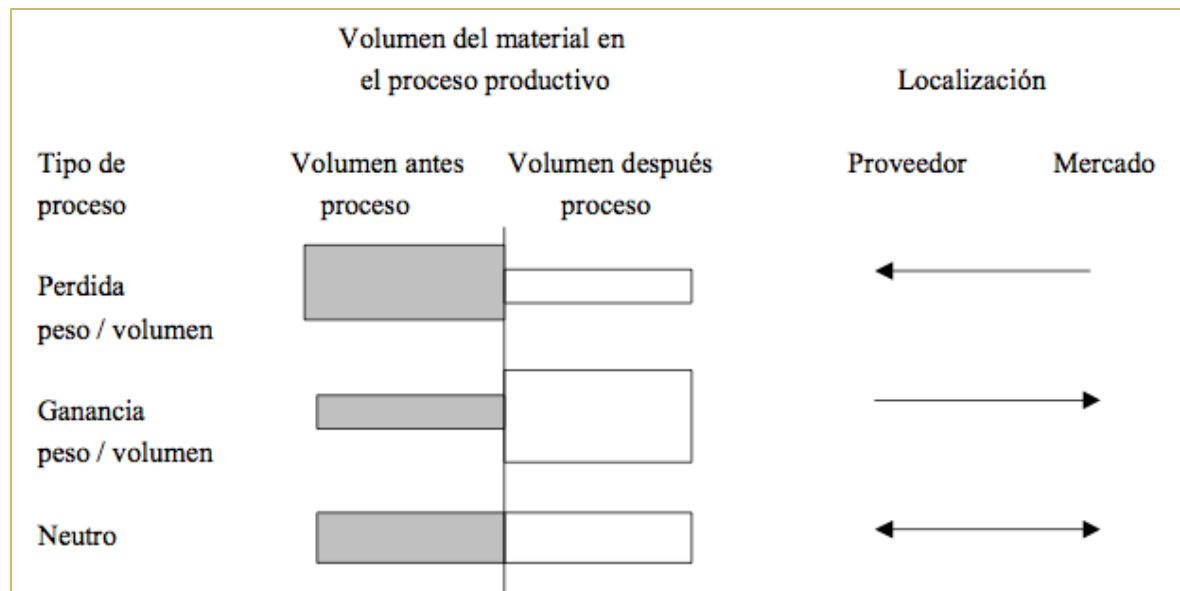 Volumen del material en
el proceso productivo
Localización
Tipo de
proceso
Volumen antes
proceso
Volumen después
proceso
Proveedor
Mercado
Perdida
peso / volumen
Ganancia
peso / volumen
Neutro